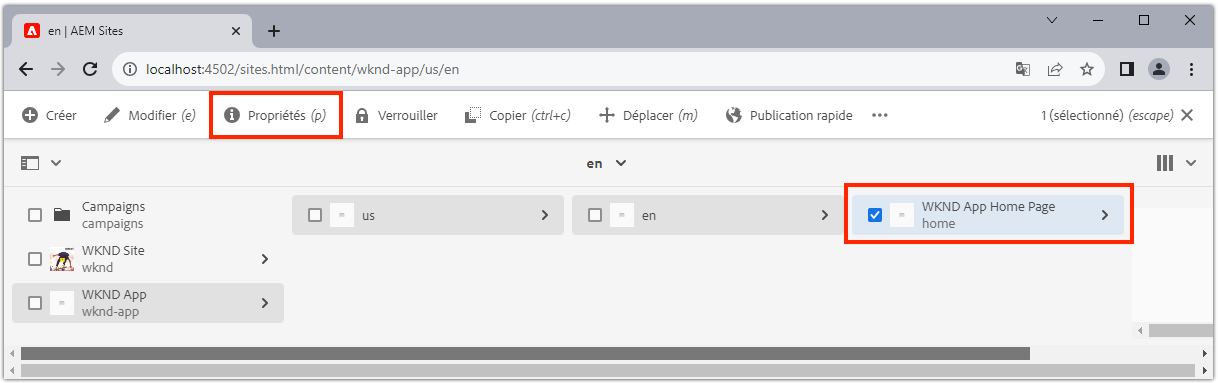 en | AEM Sites
localhost:4502/sites.html/content/wknd-app/us/en
Créer Modifier (e) Propriétés (p) Verrouiller Copier (ctrl+c) Déplacer (m) Publication rapide 1 (sélectionné) (escape)
en
Campaigns
campaigns
us
en
WKND App Home Page
home
WKND Site
wknd
WKND App
wknd-app